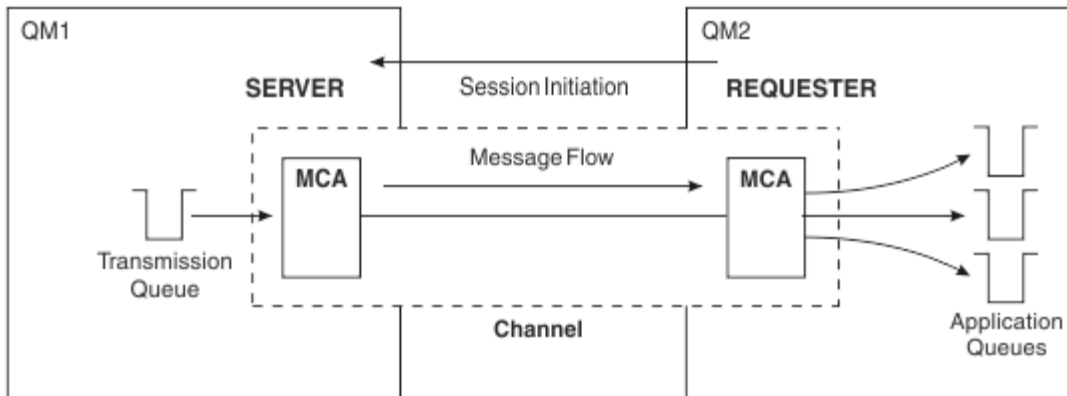 QM1
QM2
SERVER
Session Initiation
REQUESTER
Message Flow
MCA
MCA
Transmission
Queue
Channel
Application
Queues